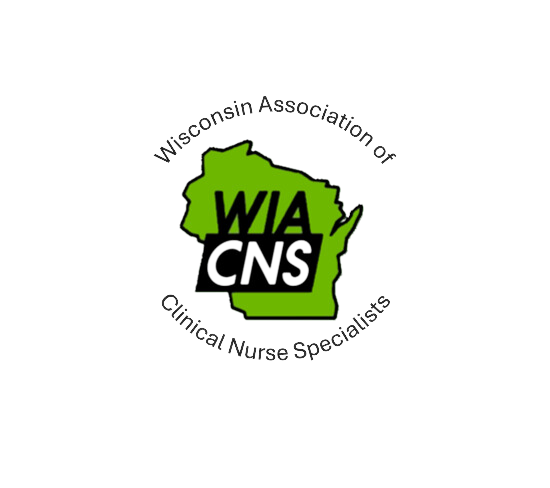 Wisconsin Association of
WIA
CNS
Clinical Nurse Specialists